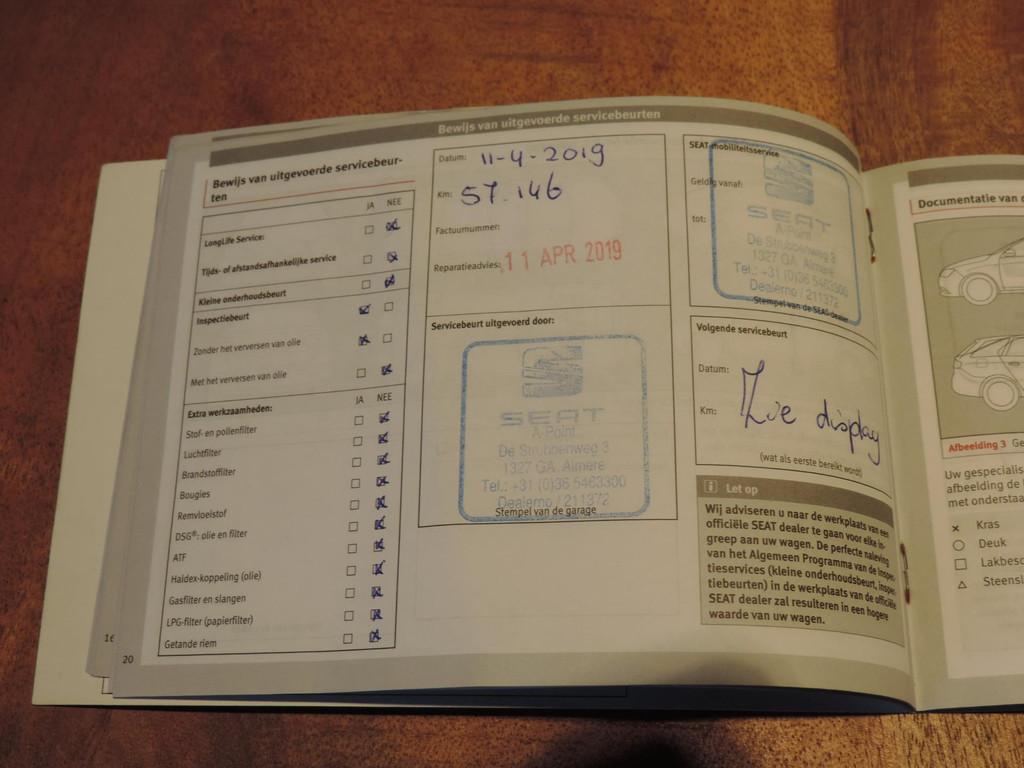 Bewijs van uitgevoerde servicebeurten
Bewijs van uitgevoerde servicebeur-
ten
JA NEE
LongLife Service:
Tijds- of afstandsafhankelijke service
Kleine onderhoudsbeurt
Inspectiebeurt
Zonder het verversen van olie
Met het verversen van olie
Extra werkzaamheden: JA NEE
Stof- en pollenfilter
Luchtfilter
Brandstoffilter
Bougies
Remvloeistof
DSG®: olie en filter
ATF
Haldex-koppeling (olie)
Gasfilter en slangen
LPG-filter (papierfilter)
Getande riem
20
16
Datum: 11-4-2019
Km: 57.146
Factuurnummer:
Reparatieadvies: 11 APR 2019
Servicebeurt uitgevoerd door:
SEAT
A-Point
De Strubbenweg 3
1327 GA Almere
Tel.: +31 (0)36 5463300
Dealerno / 211372
Stempel van de garage
SEAT-mobiliteitsservice
Geldig vanaf:
tot:
SEAT
A-Point
De Strubbenweg 3
1327 GA Almere
Tel.: +31 (0)36 5463300
Dealerno / 211372
Stempel van de SEAT-dealer
Volgende servicebeurt
Datum:
Km: Zie display
(wat als eerste bereikt wordt)
i Let op
Wij adviseren u naar de werkplaats van een
officiële SEAT dealer te gaan voor elke in-
greep aan uw wagen. De perfecte naleving
van het Algemeen Programma van de Inspec-
tieservices (kleine onderhoudsbeurt, inspec-
tiebeurten) in de werkplaats van de officiële
SEAT dealer zal resulteren in een hogere
waarde van uw wagen.
Documentatie van
Afbeelding 3 Ge
Uw gespecialis
afbeelding de
met onderstaa
Kras
Deuk
Lakbesc
Steensl